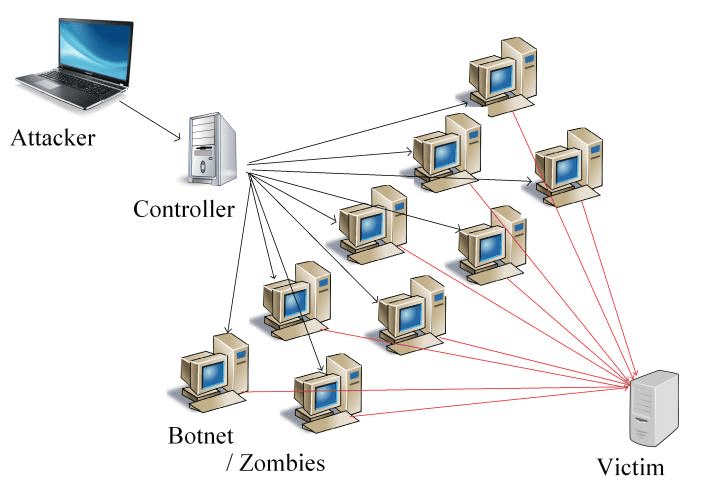 Attacker
Controller
Botnet
/ Zombies
Victim